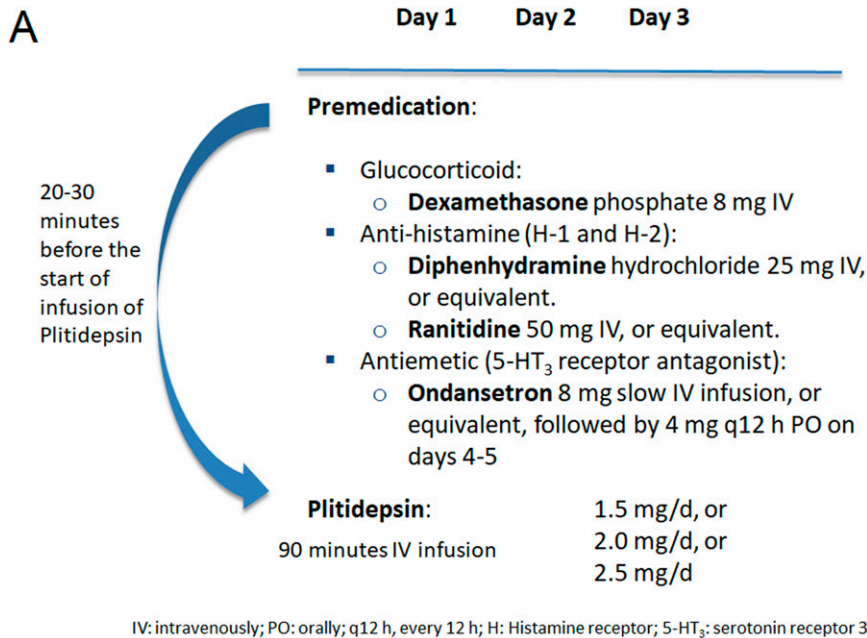 A
Day 1 Day 2 Day 3
Premedication:
20-30
minutes
before the
start of
infusion of
Plitidepsin
▪ Glucocorticoid:
o Dexamethasone phosphate 8 mg IV
▪ Anti-histamine (H-1 and H-2):
o Diphenhydramine hydrochloride 25 mg IV,
or equivalent.
o Ranitidine 50 mg IV, or equivalent.
▪ Antiemetic (5-HT₃ receptor antagonist):
o Ondansetron 8 mg slow IV infusion, or
equivalent, followed by 4 mg q12 h PO on
days 4-5
Plitidepsin:
90 minutes IV infusion
1.5 mg/d, or
2.0 mg/d, or
2.5 mg/d
IV: intravenously; PO: orally; q12 h, every 12 h; H: Histamine receptor; 5-HT₃: serotonin receptor 3